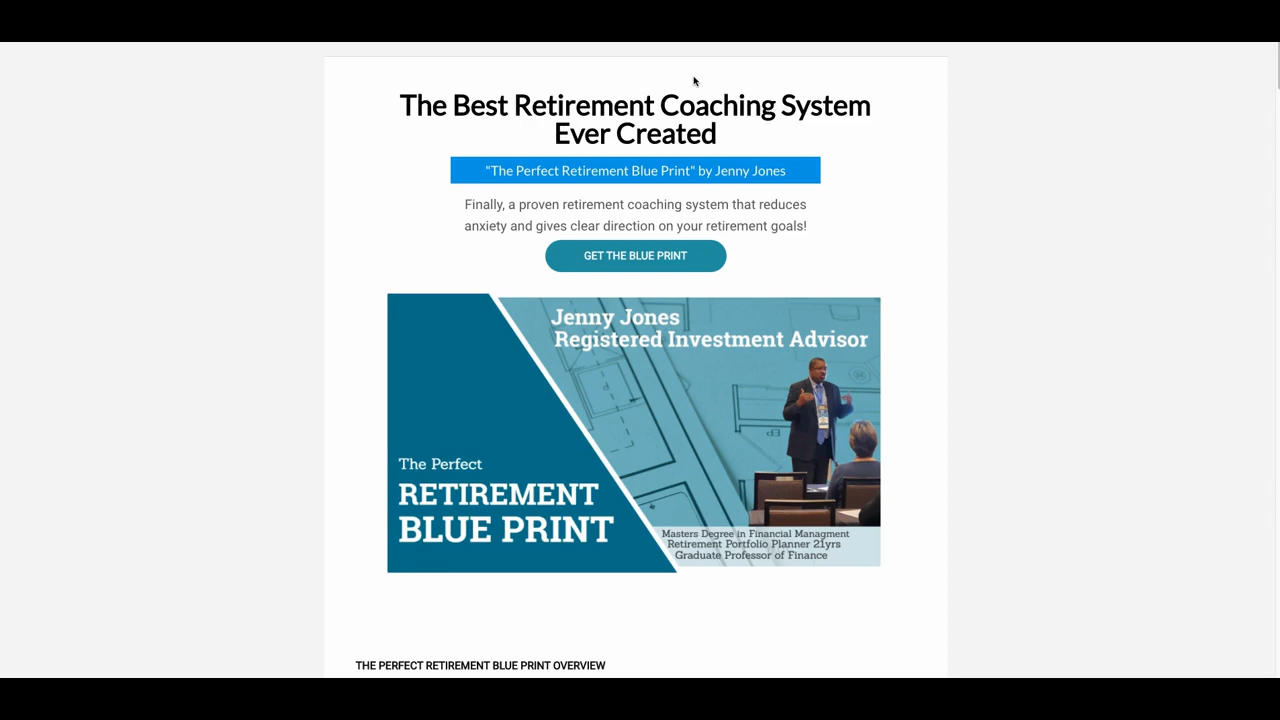 The Best Retirement Coaching System
Ever Created
"The Perfect Retirement Blue Print" by Jenny Jones
Finally, a proven retirement coaching system that reduces
anxiety and gives clear direction on your retirement goals!
GET THE BLUE PRINT
Jenny Jones
Registered Investment Advisor
The Perfect
RETIREMENT
BLUE PRINT
Masters Degree in Financial Managment
Retirement Portfolio Planner 21yrs
Graduate Professor of Finance
THE PERFECT RETIREMENT BLUE PRINT OVERVIEW